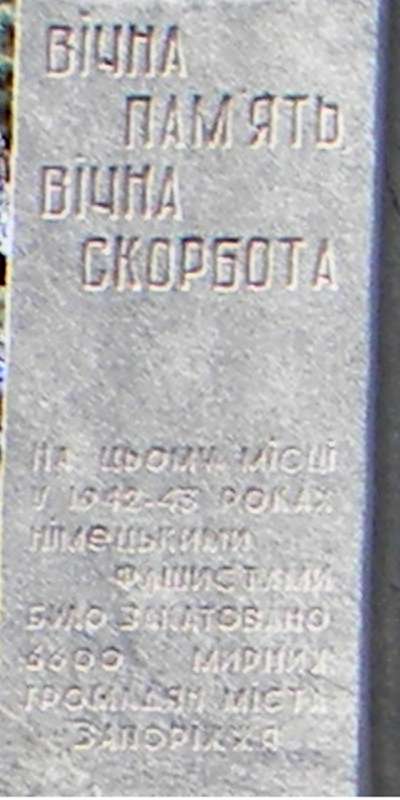 ВІЧНА
ПАМ'ЯТЬ
ВІЧНА
СКОРБОТА
НА ЦЬОМУ МІСЦІ
У 1942-43 РОКАХ
НІМЕЦЬКИМИ
ФАШИСТАМИ
БУЛО ЗАКАТОВАНО
МИРНИХ
ГРОМАДЯН МІСТА
ЗАПОРІЖЖЯ